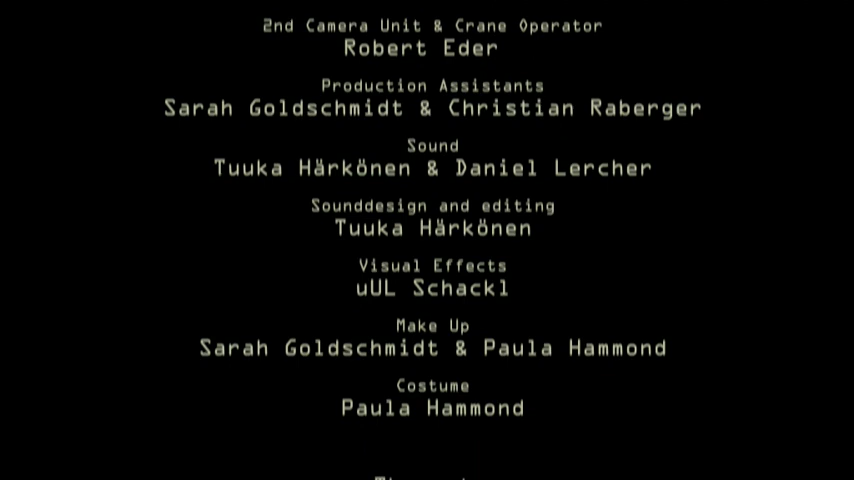 2nd Camera Unit & Crane Operator
Robert Eder
Production Assistants
Sarah Goldschmidt & Christian Raberger
Sound
Tuuka Härkönen & Daniel Lercher
Sounddesign and editing
Tuuka Härkönen
Visual Effects
uUL Schackl
Make Up
Sarah Goldschmidt & Paula Hammond
Costume
Paula Hammond